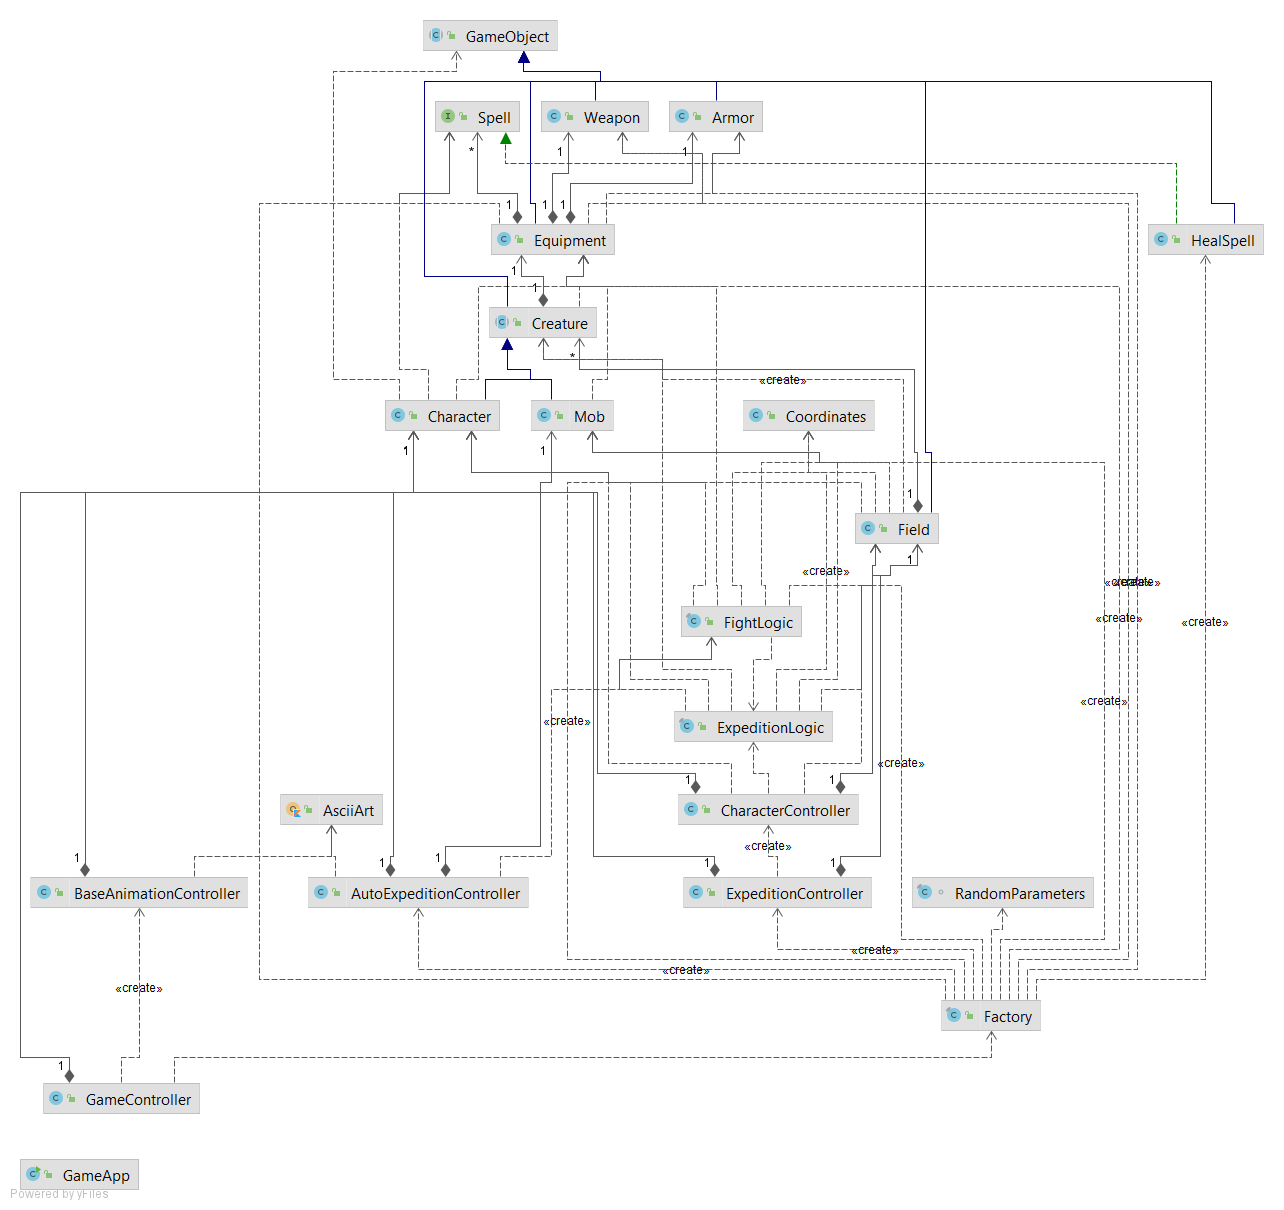 GameObject
Spell
Weapon
Armor
*
1
1
1
1
1
Equipment
HealSpell
1
1
Creature
*
«create»
Character
Mob
Coordinates
1
1
1
Field
1
«create»
«create»
«create»
«create»
«create»
FightLogic
«create»
«create»
ExpeditionLogic
«create»
1
1
AsciiArt
CharacterController
«create»
1
1
1
1
1
BaseAnimationController
AutoExpeditionController
ExpeditionController
RandomParameters
«create»
«create»
«create»
Factory
1
GameController
GameApp
Powered by yFiles